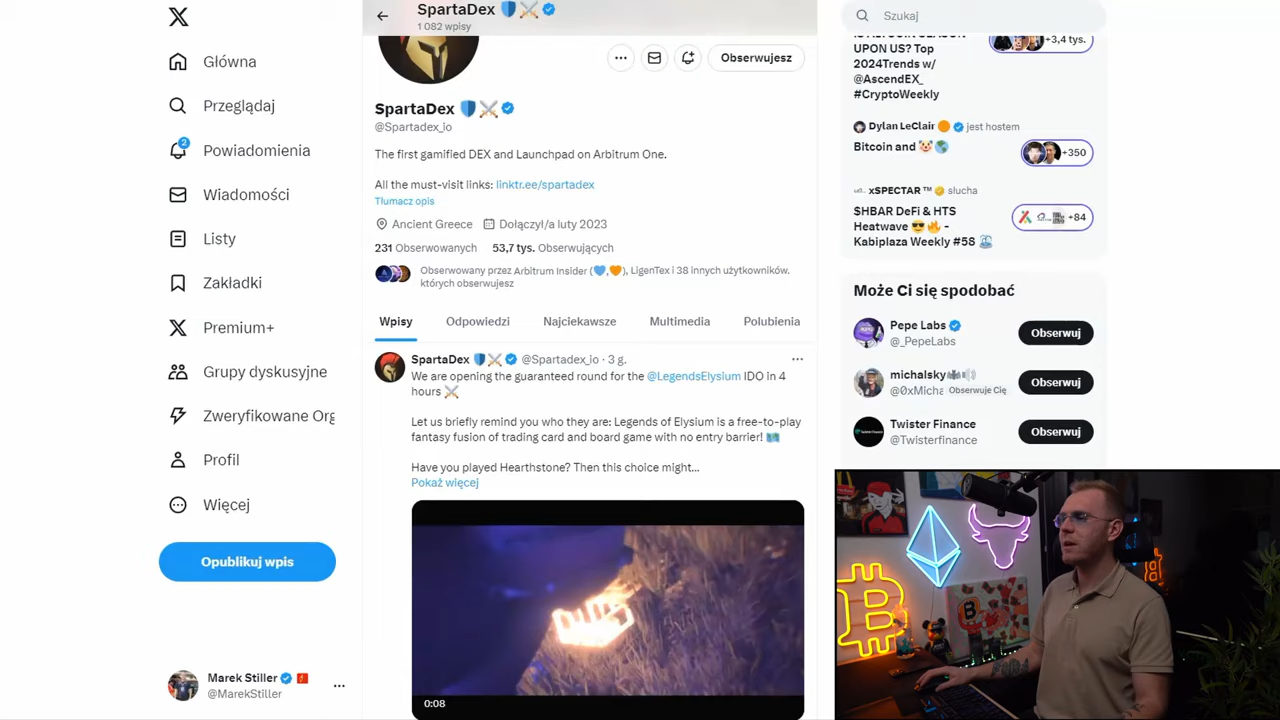 Główna
Przeglądaj
2
Powiadomienia
Wiadomości
Listy
Zakładki
Premium+
Grupy dyskusyjne
Zweryfikowane Org
Profil
Więcej
Opublikuj wpis
Marek Stiller
@MarekStiller
SpartaDex 🛡️⚔️
1 082 wpisy
Obserwujesz
SpartaDex 🛡️⚔️
@Spartadex_io
The first gamified DEX and Launchpad on Arbitrum One.
All the must-visit links: linktr.ee/spartadex
Tłumacz opis
Ancient Greece Dołączył/a luty 2023
231 Obserwowanych 53,7 tys. Obserwujących
Obserwowany przez Arbitrum Insider (💙,🧡), LigenTex i 38 innych użytkowników.
których obserwujesz
Wpisy Odpowiedzi Najciekawsze Multimedia Polubienia
SpartaDex 🛡️⚔️ @Spartadex_io · 3 g.
We are opening the guaranteed round for the @LegendsElysium IDO in 4
hours ⚔️
Let us briefly remind you who they are: Legends of Elysium is a free-to-play
fantasy fusion of trading card and board game with no entry barrier!
Have you played Hearthstone? Then this choice might...
Pokaż więcej
0:08
Szukaj
UPON US? Top
2024Trends w/
@AscendEX_
#CryptoWeekly
+3,4 tys.
Dylan LeClair 🟠 jest hostem
Bitcoin and 🐷🌎
+350
xSPECTAR ™ słucha
$HBAR DeFi & HTS
Heatwave 😎🔥 -
Kabiplaza Weekly #58
+84
Może Ci się spodobać
Pepe Labs
@_PepeLabs
Obserwuj
michalsky
@0xMicha Obserwuje Cię
Obserwuj
Twister Finance
@Twisterfinance
Obserwuj